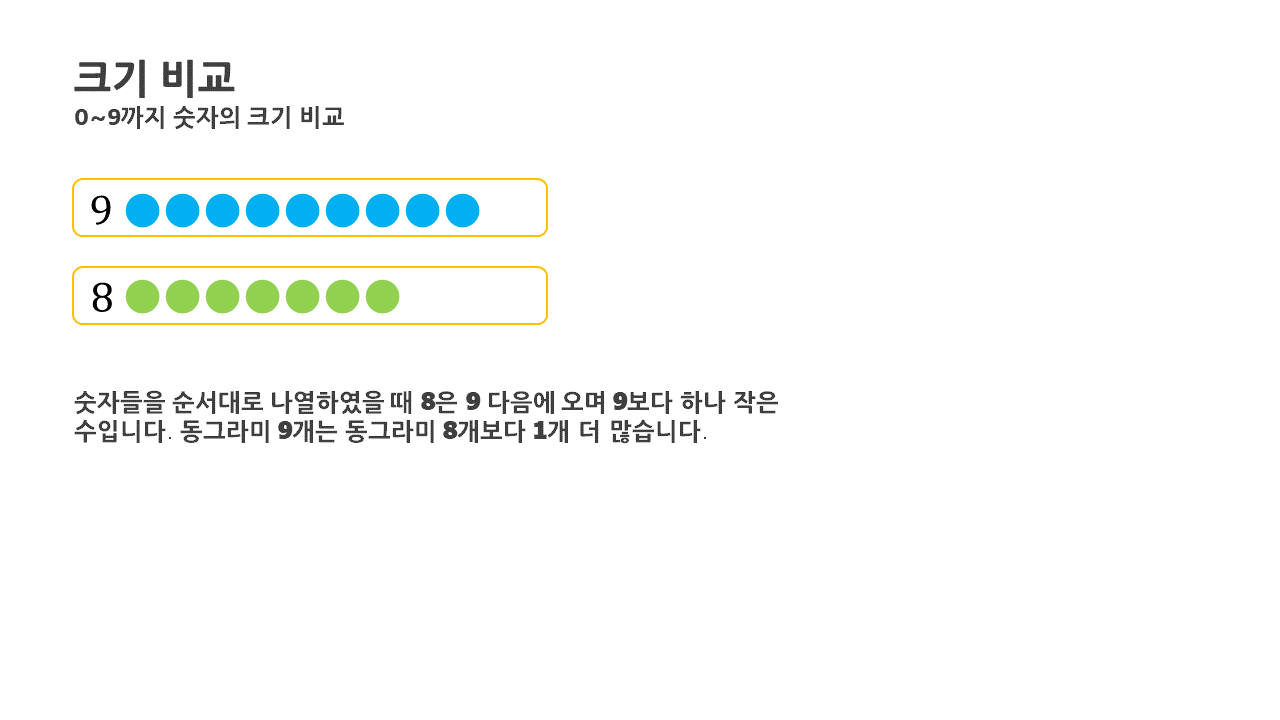 크기 비교
0~9까지 숫자의 크기 비교
9
8
숫자들을 순서대로 나열하였을 때 8은 9 다음에 오며 9보다 하나 작은
수입니다. 동그라미 9개는 동그라미 8개보다 1개 더 많습니다.